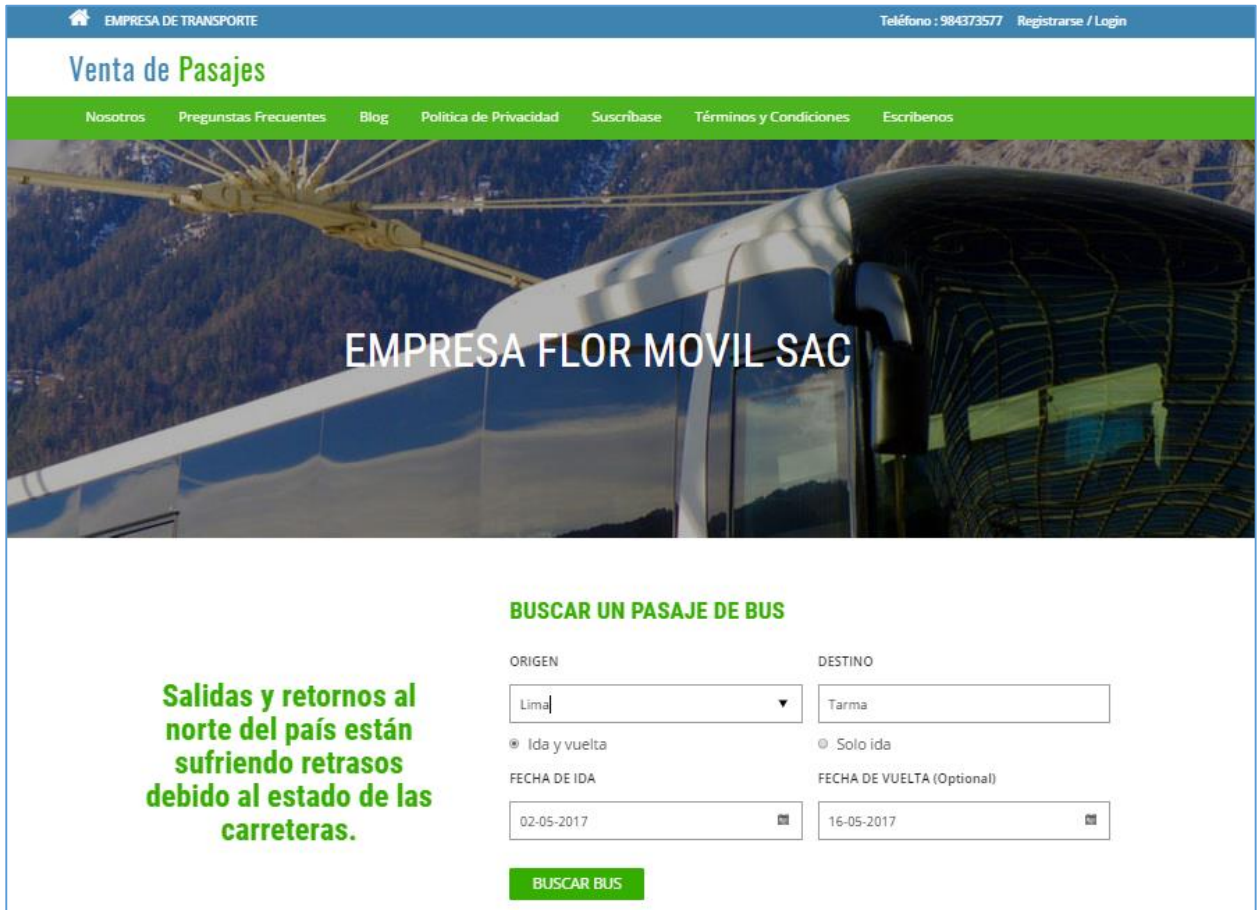 EMPRESA DE TRANSPORTE
Teléfono : 984373577 Registrarse / Login
Venta de Pasajes
Nosotros Pregunstas Frecuentes Blog Politica de Privacidad Suscríbase Términos y Condiciones Escribenos
EMPRESA FLOR MOVIL SAC
Salidas y retornos al
norte del país están
sufriendo retrasos
debido al estado de las
carreteras.
BUSCAR UN PASAJE DE BUS
ORIGEN DESTINO
Lima Tarma
Ida y vuelta Solo ida
FECHA DE IDA FECHA DE VUELTA (Optional)
02-05-2017 16-05-2017
BUSCAR BUS